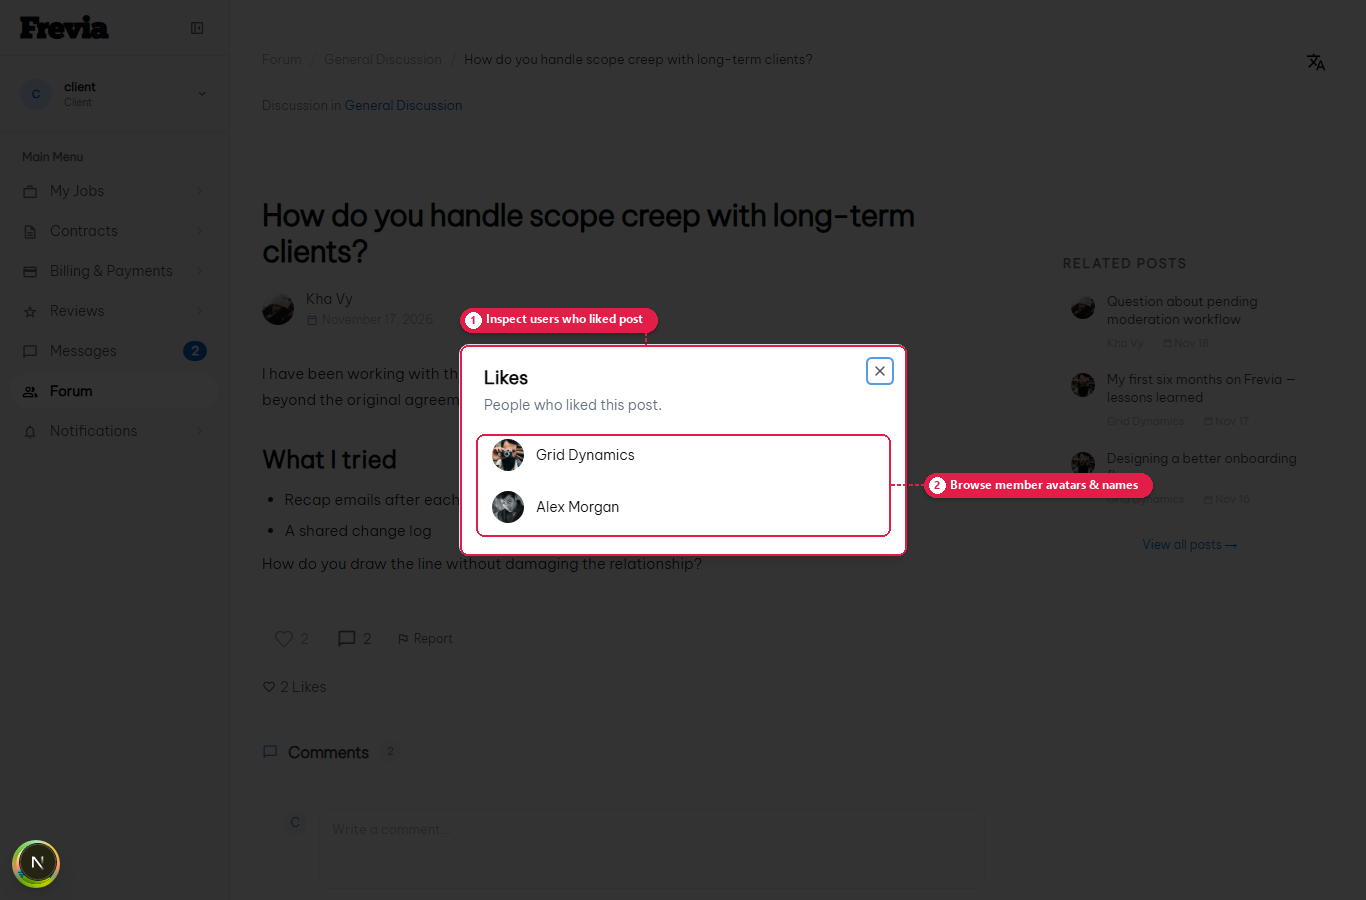 Frevia
C
client
Client
Main Menu
My Jobs
Contracts
Billing & Payments
Reviews
Messages
2
Forum
Notifications
N
Forum / General Discussion / How do you handle scope creep with long-term clients?
Discussion in General Discussion
How do you handle scope creep with long-term
clients?
Kha Vy
November 17, 2026
I have been working with th
beyond the original agreem
What I tried
• Recap emails after each
• A shared change log
How do you draw the line without damaging the relationship?
2
2
Report
2 Likes
Comments 2
C
Write a comment...
1 Inspect users who liked post
Likes
People who liked this post.
Grid Dynamics
Alex Morgan
2 Browse member avatars & names
RELATED POSTS
Question about pending
moderation workflow
Kha Vy
Nov 18
My first six months on Frevia —
lessons learned
Grid Dynamics
Nov 17
Designing a better onboarding
Dynamics
Nov 16
View all posts →